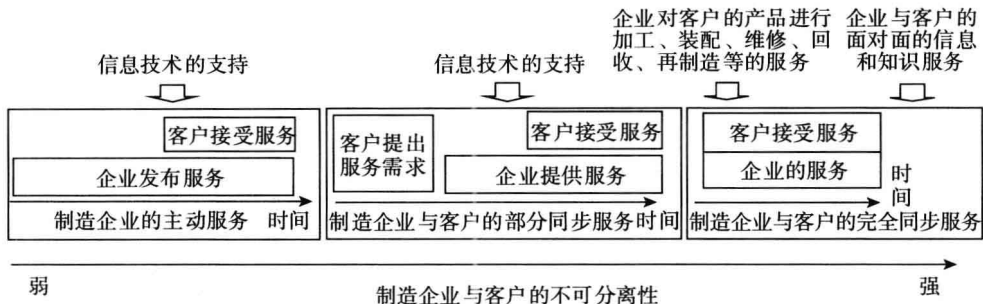 信息技术的支持
信息技术的支持
企业对客户的产品进行
加工、装配、维修、回
收、再制造等的服务
企业与客户的
面对面的信息
和知识服务
客户接受服务
企业发布服务
制造企业的主动服务 时间
客户提出
服务需求
客户接受服务
企业提供服务
制造企业与客户的部分同步服务时间
客户接受服务
企业的服务
时
间
制造企业与客户的完全同步服务
弱
制造企业与客户的不可分离性
强